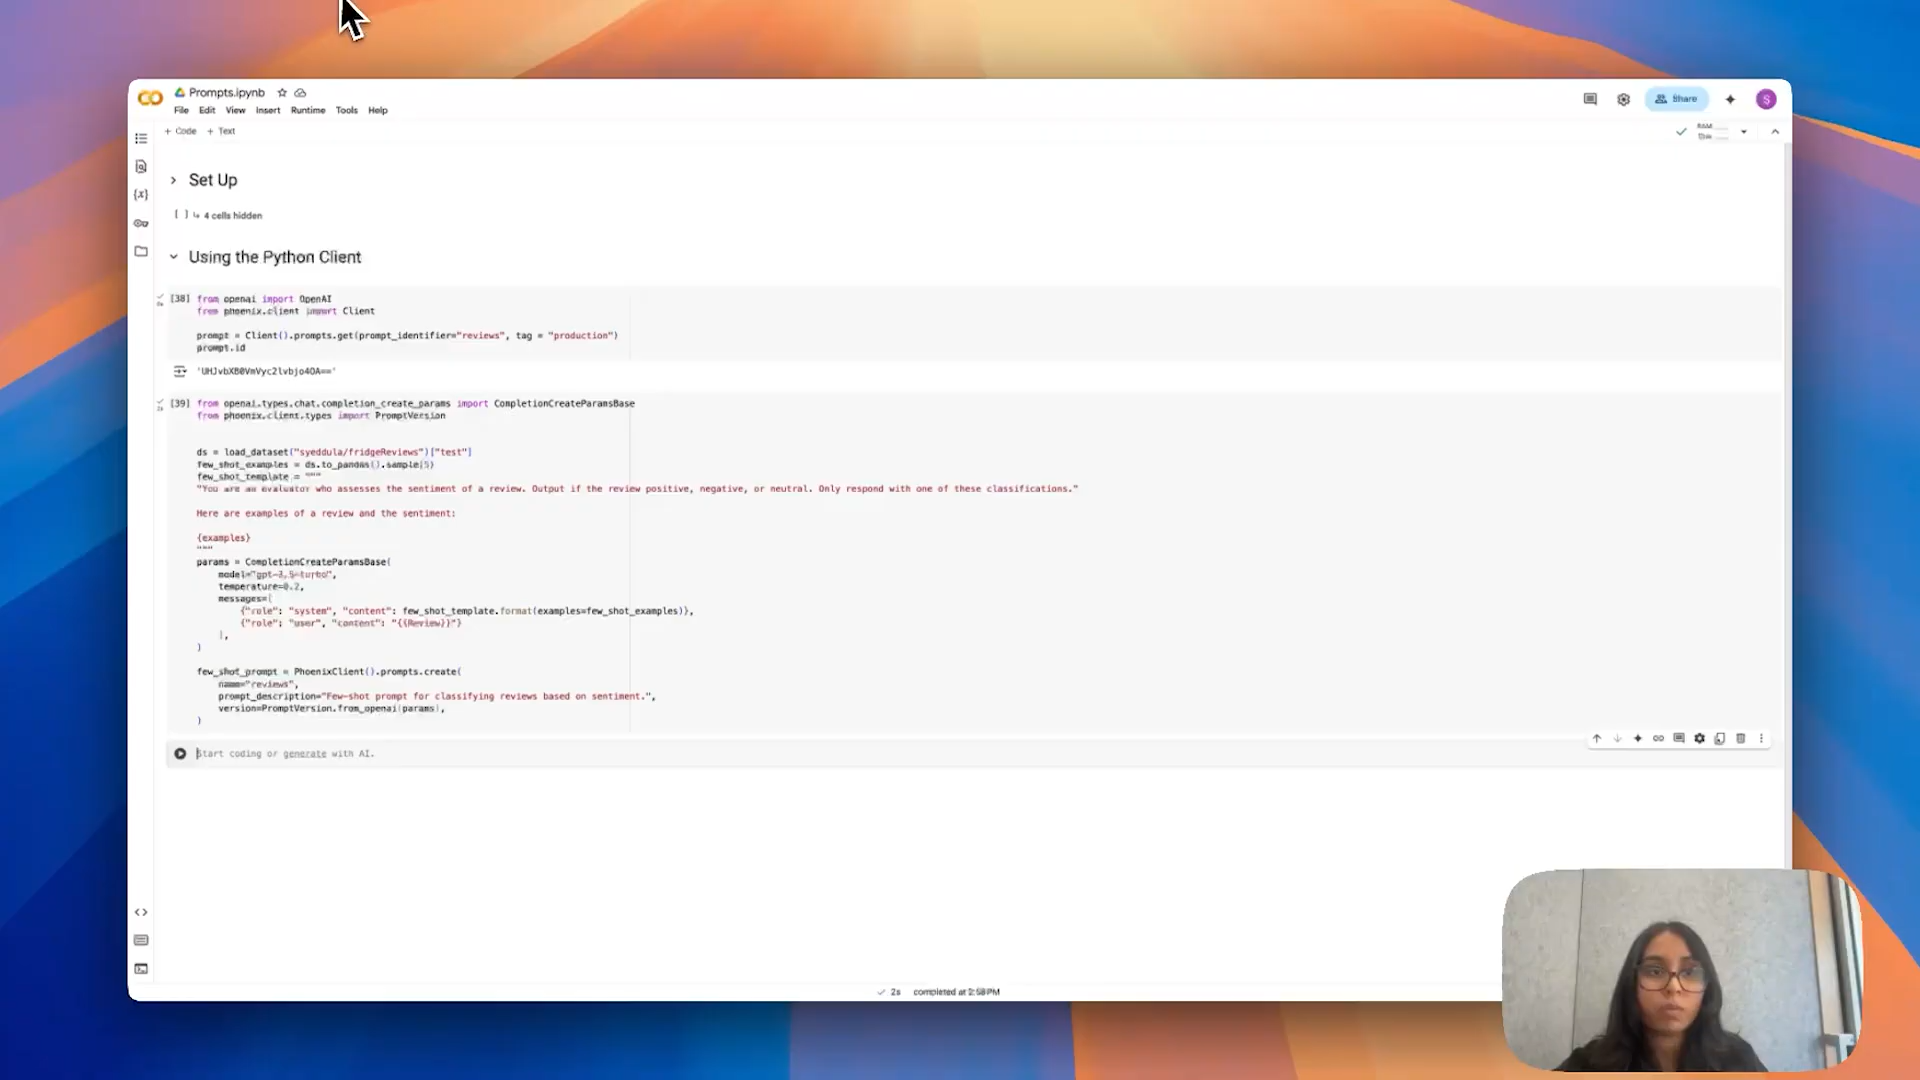 Prompts.ipynb
File Edit View Insert Runtime Tools Help
Share
S
+ Code + Text
RAM
Disk
Set Up
[ ] ↳ 4 cells hidden
Using the Python Client
[38] from openai import OpenAI
from phoenix.client import Client
prompt = Client().prompts.get(prompt_identifier="reviews", tag = "production")
prompt.id
[39] from openai.types.chat.completion_create_params import CompletionCreateParamsBase
from phoenix.client.types import PromptVersion
ds = load_dataset("syeddula/fridgeReviews")["test"]
few_shot_examples = ds.to_pandas().sample(5)
few_shot_template = """
"You are an evaluator who assesses the sentiment of a review. Output if the review positive, negative, or neutral. Only respond with one of these classifications."
Here are examples of a review and the sentiment:
{examples}
"""
params = CompletionCreateParamsBase(
model="gpt-3.5-turbo",
temperature=0.2,
messages=[
{"role": "system", "content": few_shot_template.format(examples=few_shot_examples)},
{"role": "user", "content": "{{Review}}"}
],
)
few_shot_prompt = PhoenixClient().prompts.create(
name="reviews",
prompt_description="Few-shot prompt for classifying reviews based on sentiment.",
version=PromptVersion.from_openai(params),
)
Start coding or generate with AI.
2s completed at 2:58 PM